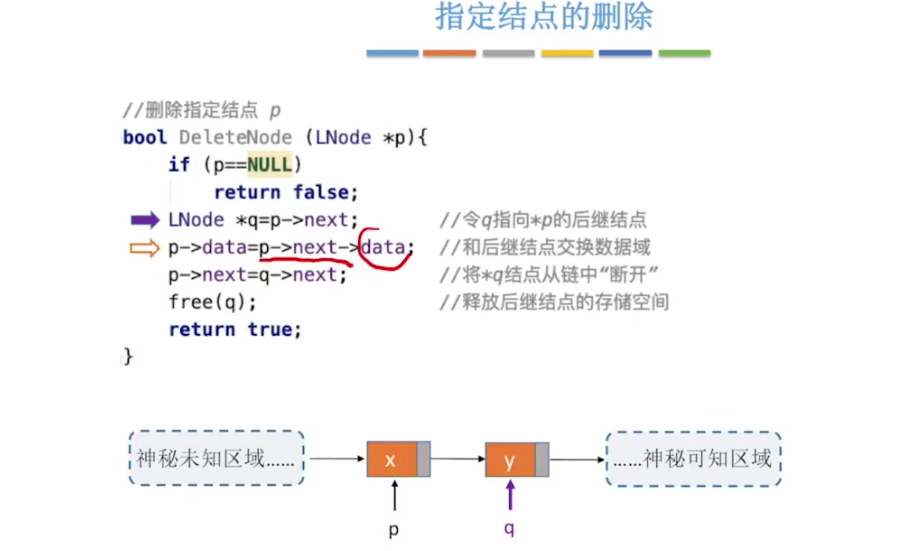 指定结点的删除
//删除指定结点 p
bool DeleteNode (LNode *p){
if (p==NULL)
return false;
LNode *q=p->next; //令q指向*p的后继结点
p->data=p->next->data; //和后继结点交换数据域
p->next=q->next; //将*q结点从链中“断开”
free(q); //释放后继结点的存储空间
return true;
}
神秘未知区域…… x y ……神秘可知区域
p q